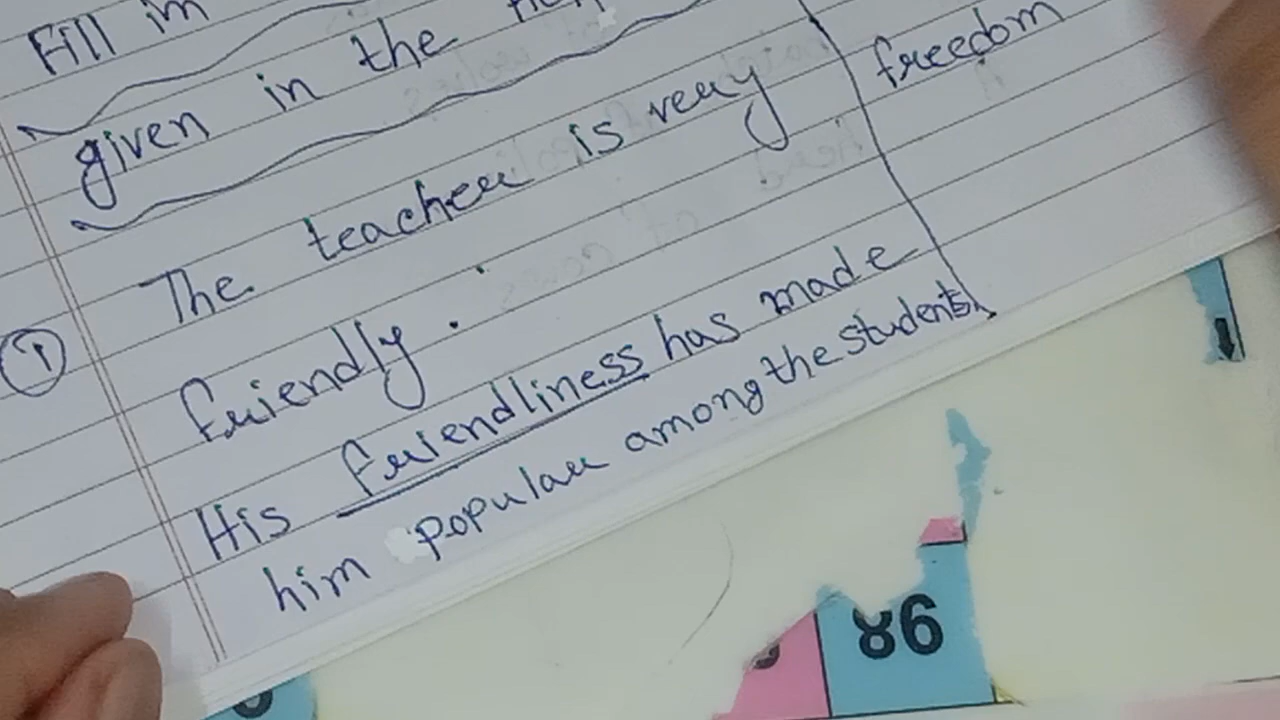 Fill in
given in the
freedom
The teacher is very
① friendly.
His friendliness has made
him popular among the students.
86